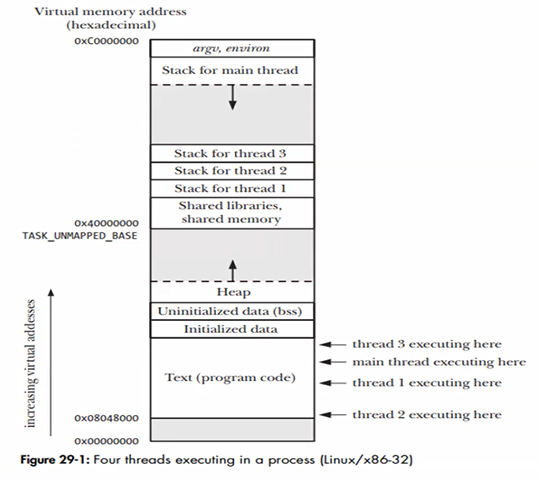 Virtual memory address
(hexadecimal)
0xC0000000
argv, environ
Stack for main thread
Stack for thread 3
Stack for thread 2
Stack for thread 1
Shared libraries,
shared memory
0x40000000
TASK_UNMAPPED_BASE
Heap
Uninitialized data (bss)
Initialized data
thread 3 executing here
main thread executing here
Text (program code)
thread 1 executing here
thread 2 executing here
0x08048000
0x00000000
increasing virtual addesses
Figure 29-1: Four threads executing in a process (Linux/x86-32)